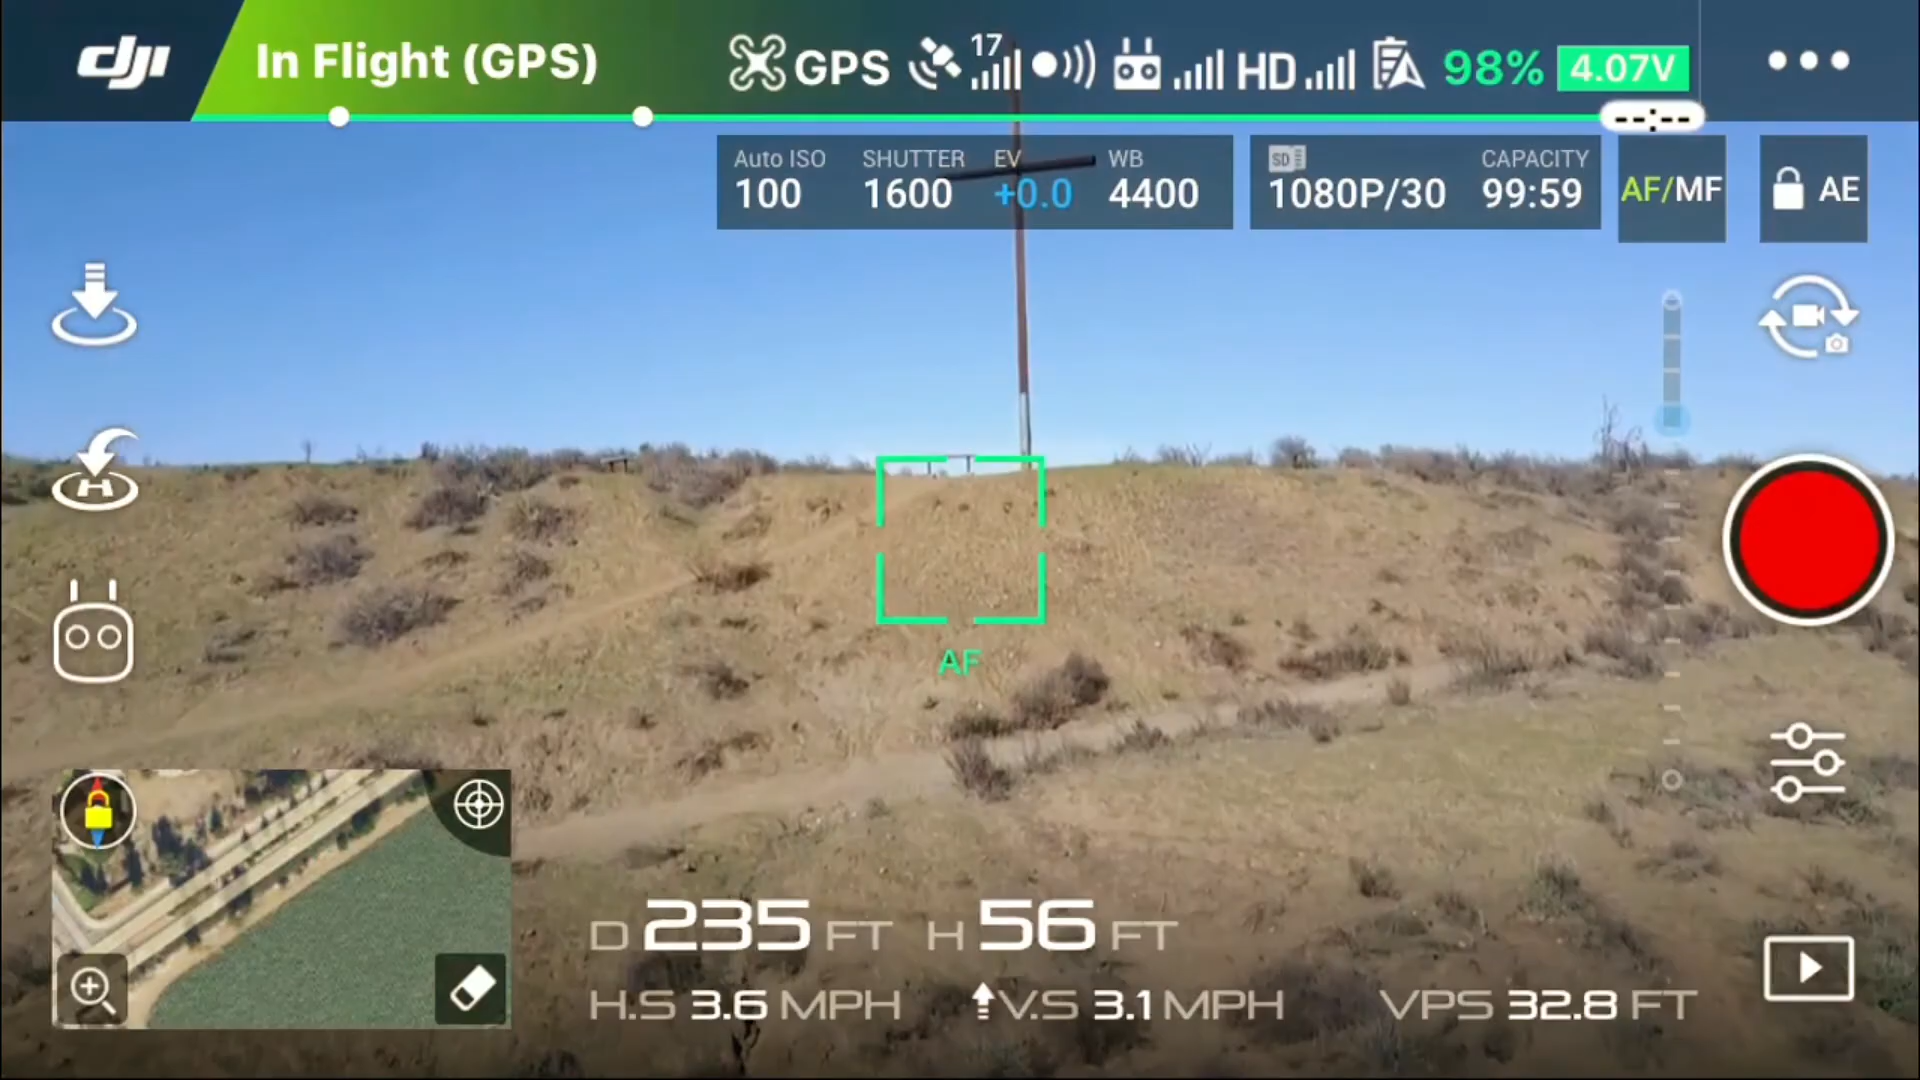 dji In Flight (GPS) GPS 17 HD 98% 4.07V
--:--
Auto ISO SHUTTER EV WB SD CAPACITY
100 1600 +0.0 4400 1080P/30 99:59 AF/MF AE
H
AF
D 235 FT H 56 FT
H.S 3.6 MPH V.S 3.1 MPH VPS 32.8 FT